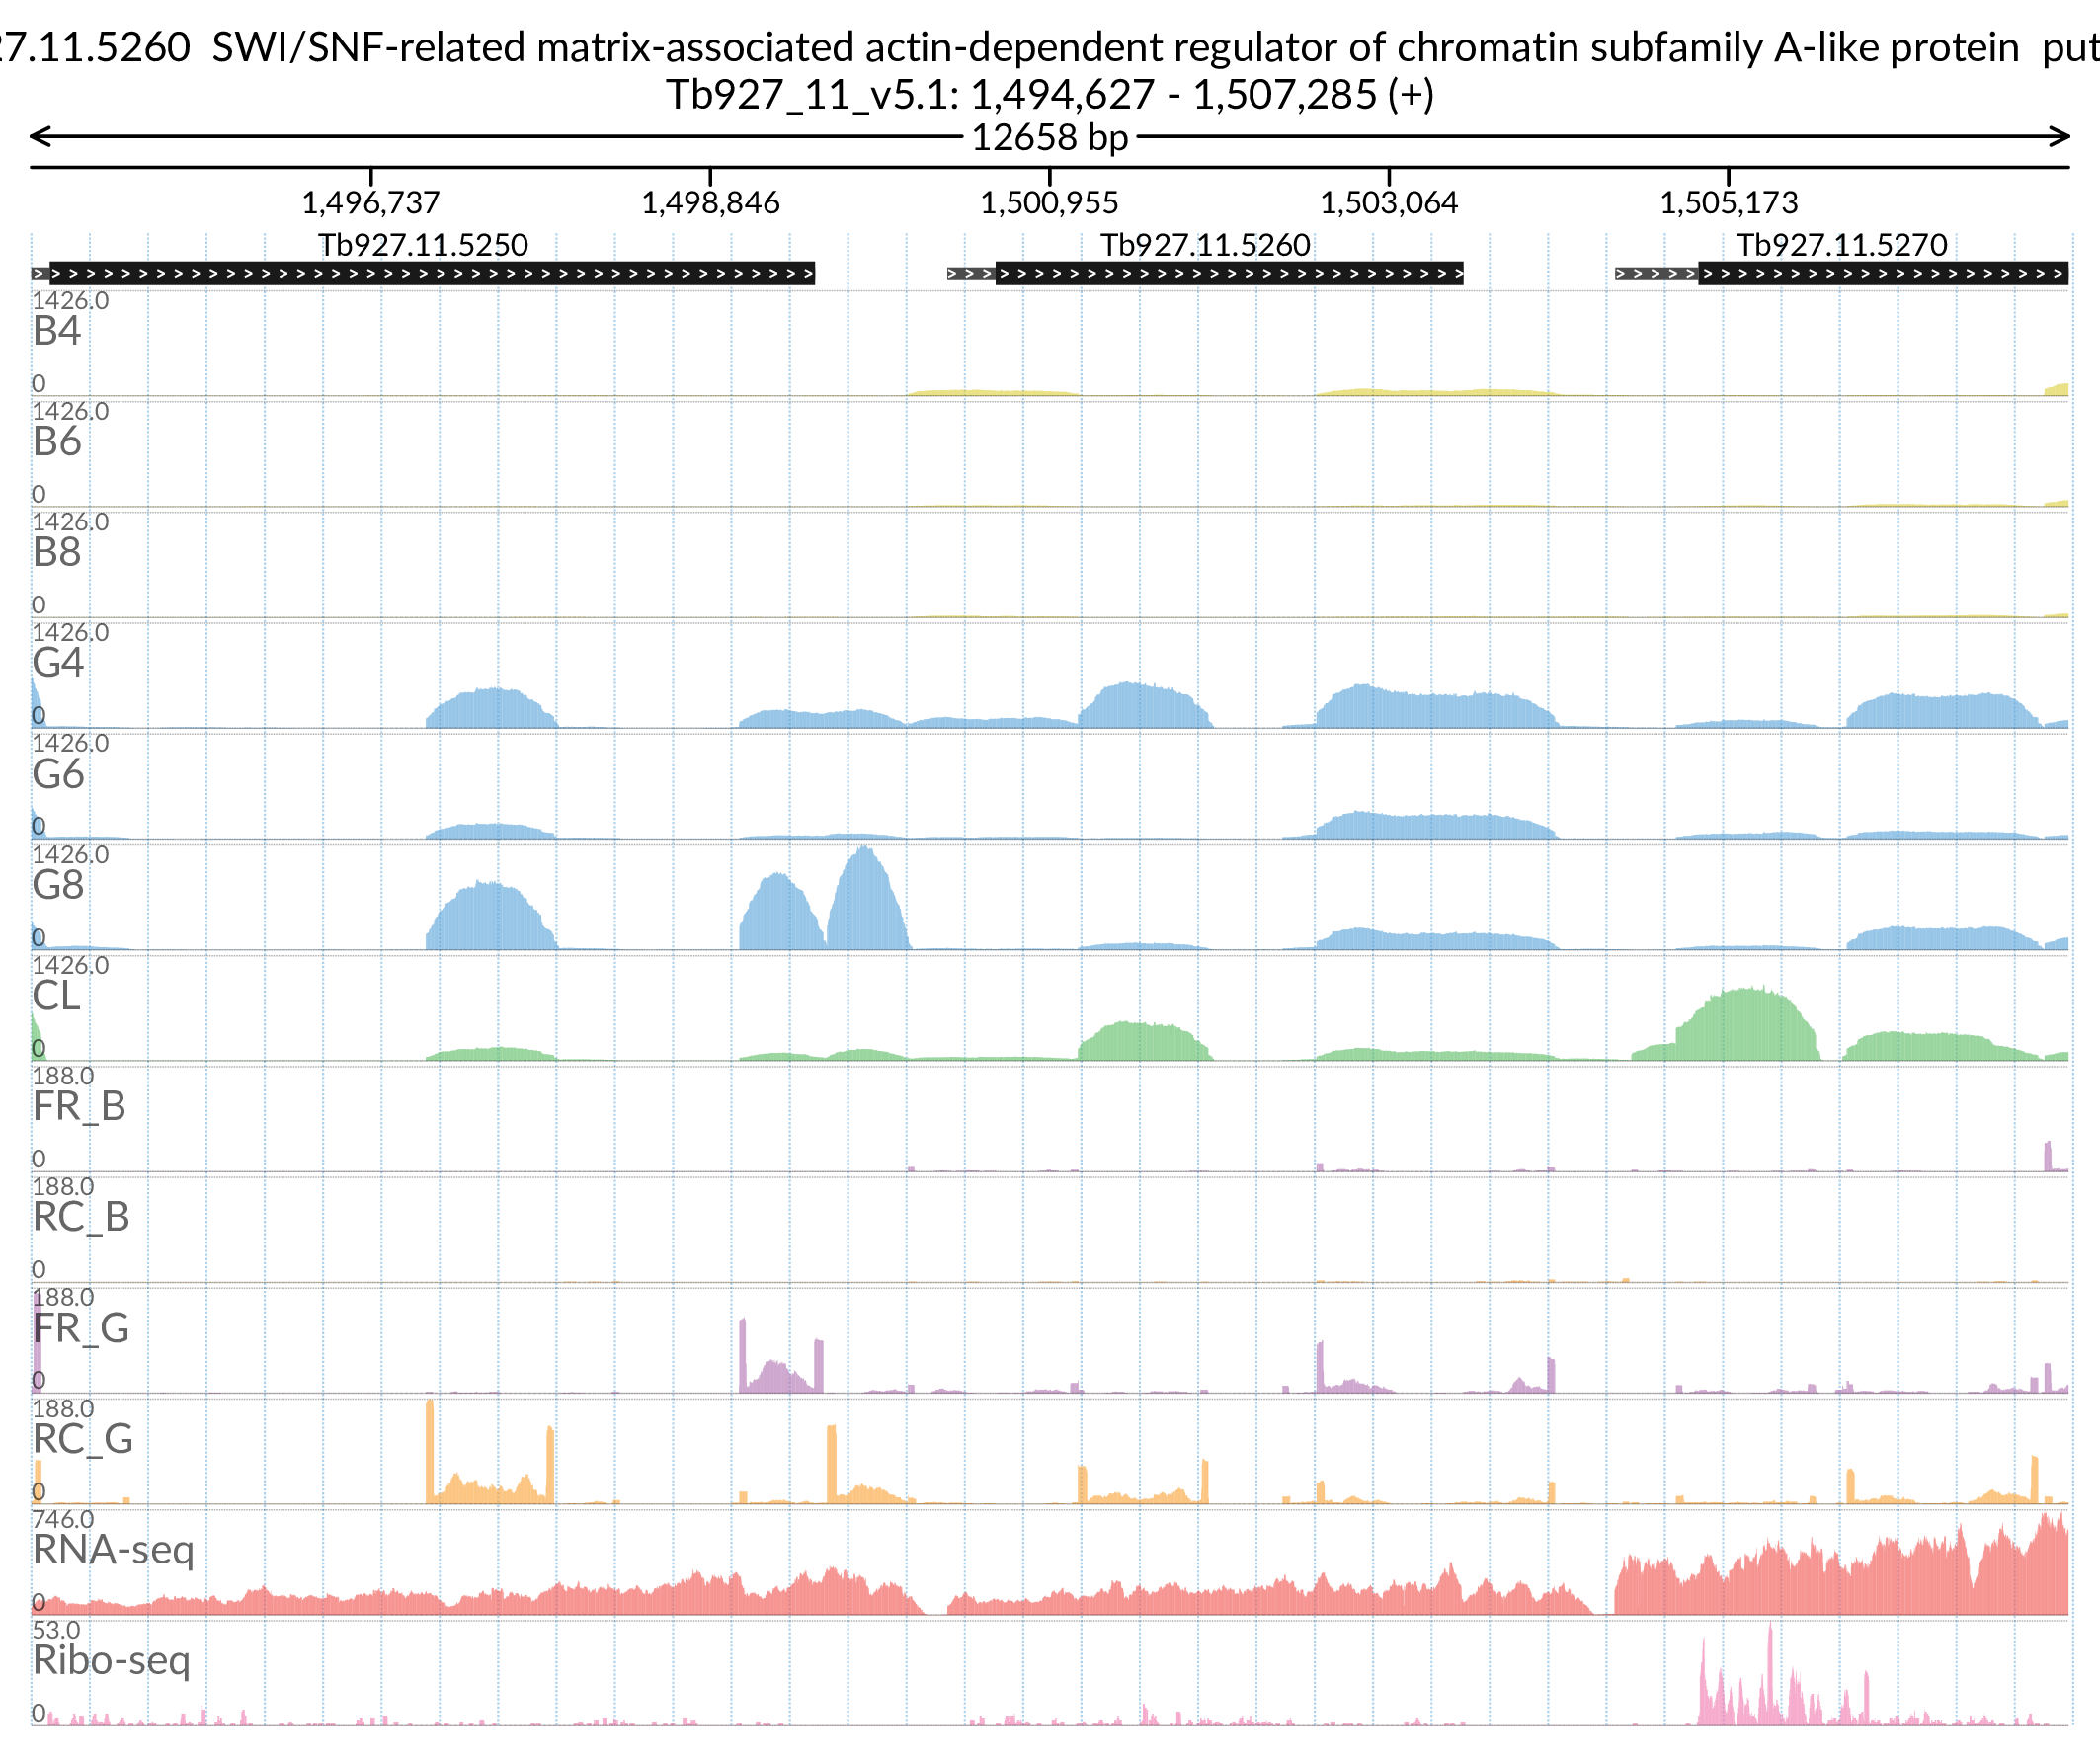 27.11.5260 SWI/SNF-related matrix-associated actin-dependent regulator of chromatin subfamily A-like protein put
Tb927_11_v5.1: 1,494,627 - 1,507,285 (+)
12658 bp
1,496,737 1,498,846 1,500,955 1,503,064 1,505,173
Tb927.11.5250 Tb927.11.5260 Tb927.11.5270
1426.0
B4
0
1426.0
B6
0
1426.0
B8
0
1426.0
G4
0
1426.0
G6
0
1426.0
G8
0
1426.0
CL
0
188.0
FR_B
0
188.0
RC_B
0
188.0
FR_G
0
188.0
RC_G
0
746.0
RNA-seq
0
53.0
Ribo-seq
0